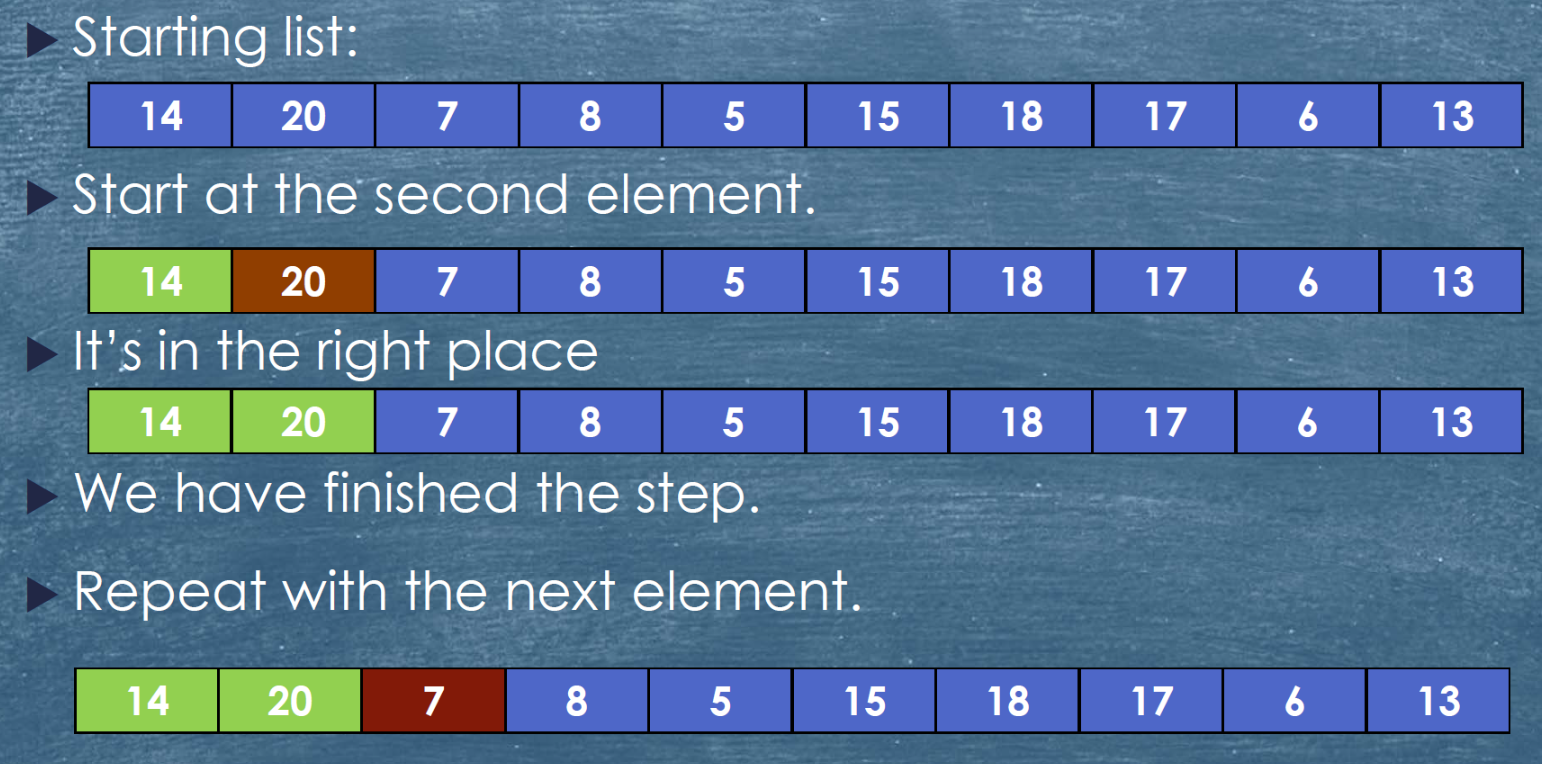 Starting list:
14 20 7 8 5 15 18 17 6 13
Start at the second element.
14 20 7 8 5 15 18 17 6 13
It’s in the right place
14 20 7 8 5 15 18 17 6 13
We have finished the step.
Repeat with the next element.
14 20 7 8 5 15 18 17 6 13